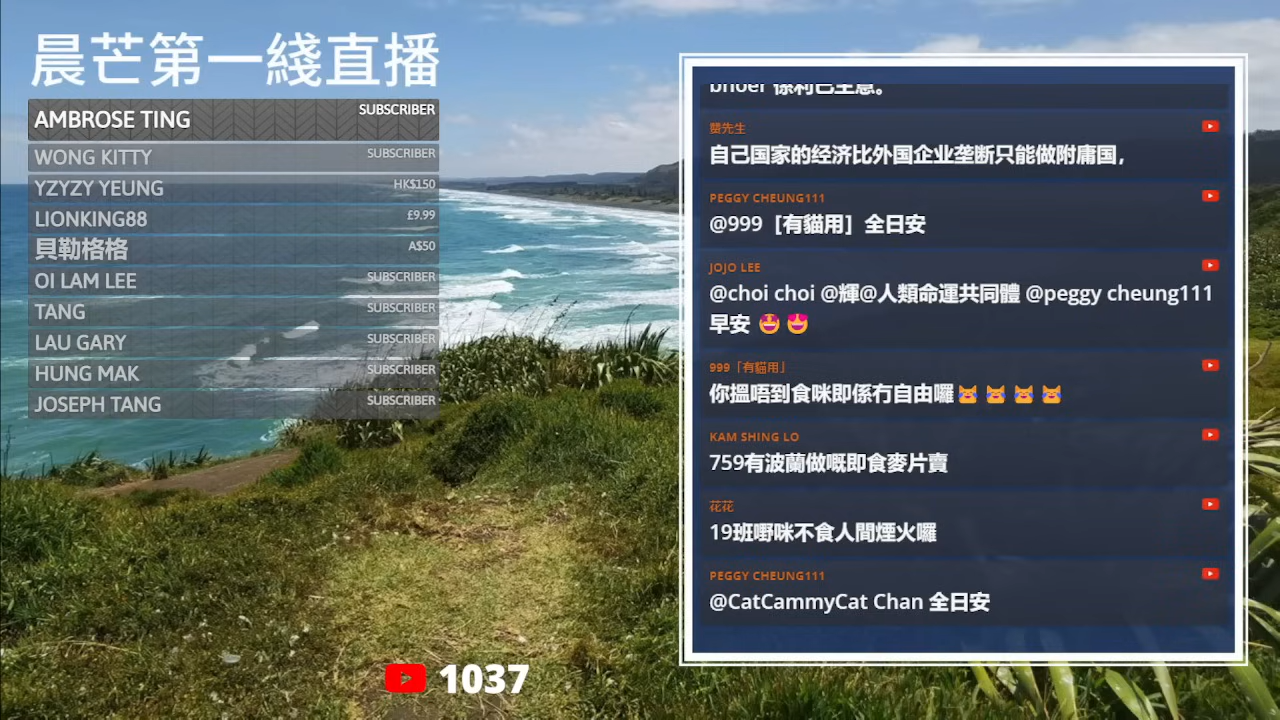 晨芒第一綫直播
AMBROSE TING SUBSCRIBER
WONG KITTY SUBSCRIBER
YZYZY YEUNG HK$150
LIONKING88 £9.99
貝勒格格 A$50
OI LAM LEE SUBSCRIBER
TANG SUBSCRIBER
LAU GARY SUBSCRIBER
HUNG MAK SUBSCRIBER
JOSEPH TANG SUBSCRIBER
1037
贾先生
自己国家的经济比外国企业垄断只能做附庸国，
PEGGY CHEUNG111
@999［有貓用］全日安
JOJO LEE
@choi choi @輝@人類命運共同體 @peggy cheung111
早安 🤩 😍
999「有貓用」
你搵唔到食咪即係冇自由囉😹 😹 😹 😹
KAM SHING LO
759有波蘭做嘅即食麥片賣
花花
19班嘢咪不食人間煙火囉
PEGGY CHEUNG111
@CatCammyCat Chan 全日安